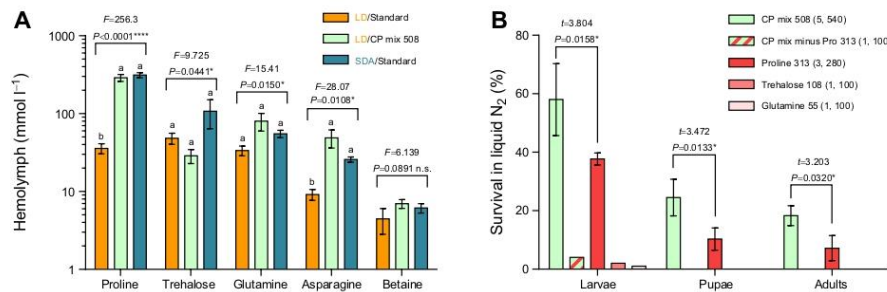 A
F=256.3
P<0.0001****
F=9.725
P=0.0441*
F=15.41
P=0.0150*
F=28.07
P=0.0108*
F=6.139
P=0.0891 n.s.
LD/Standard
LD/CP mix 508
SDA/Standard
Hemolymph (mmol l⁻¹)
1000
100
10
1
b a a
a a a
a a a
b a a
Proline Trehalose Glutamine Asparagine Betaine
B
t=3.804
P=0.0158*
t=3.472
P=0.0133*
t=3.203
P=0.0320*
CP mix 508 (5, 540)
CP mix minus Pro 313 (1, 100
Proline 313 (3, 280)
Trehalose 108 (1, 100)
Glutamine 55 (1, 100)
Survival in liquid N₂ (%)
80
60
40
20
0
Larvae Pupae Adults